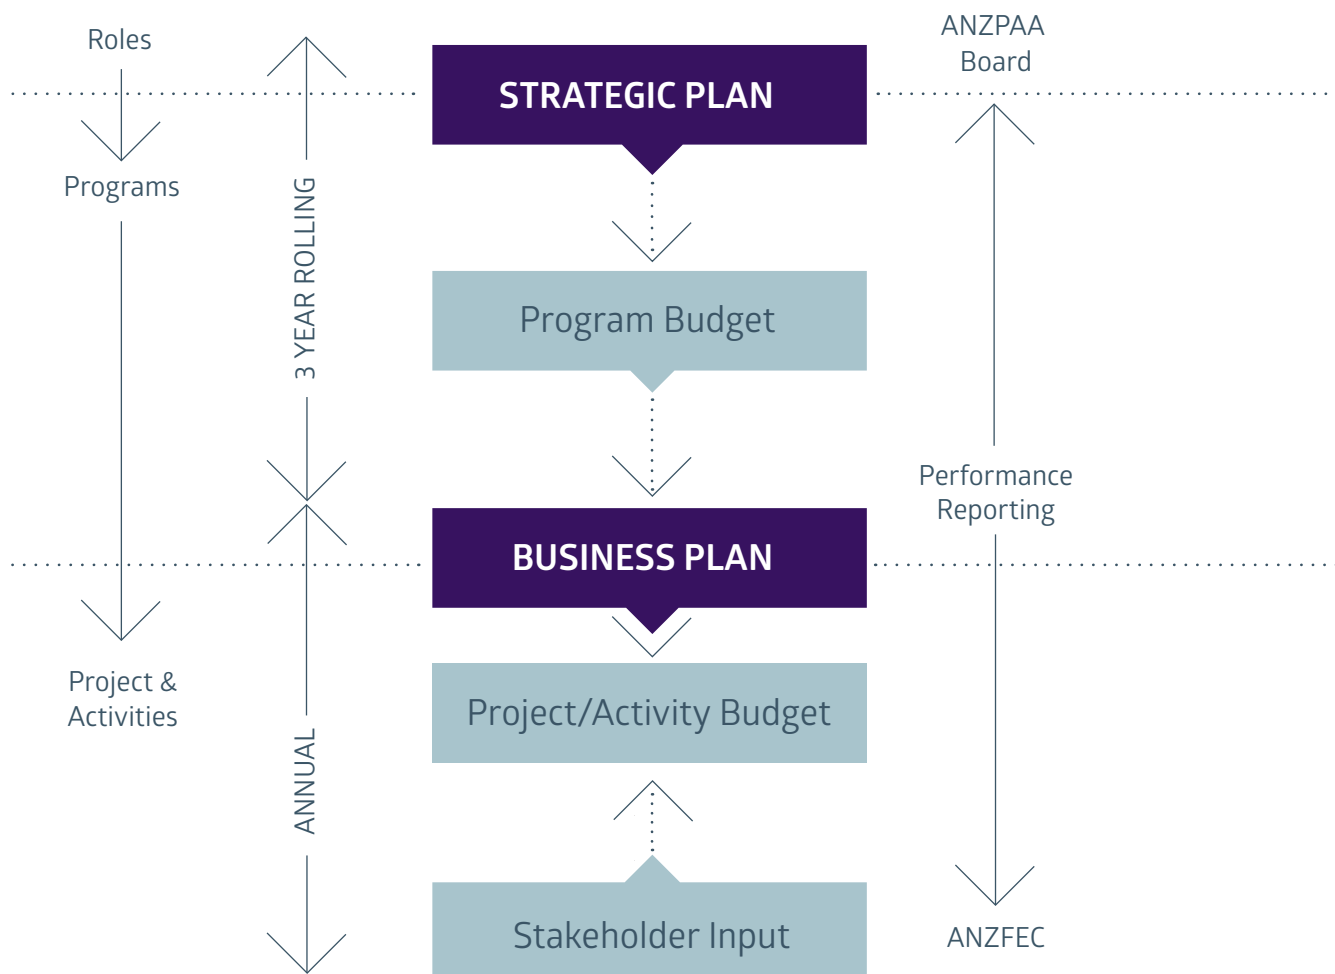 Roles
ANZPAA
Board
STRATEGIC PLAN
Programs
3 YEAR ROLLING
Program Budget
Performance
Reporting
BUSINESS PLAN
Project &
Activities
Project/Activity Budget
ANNUAL
Stakeholder Input
ANZFEC